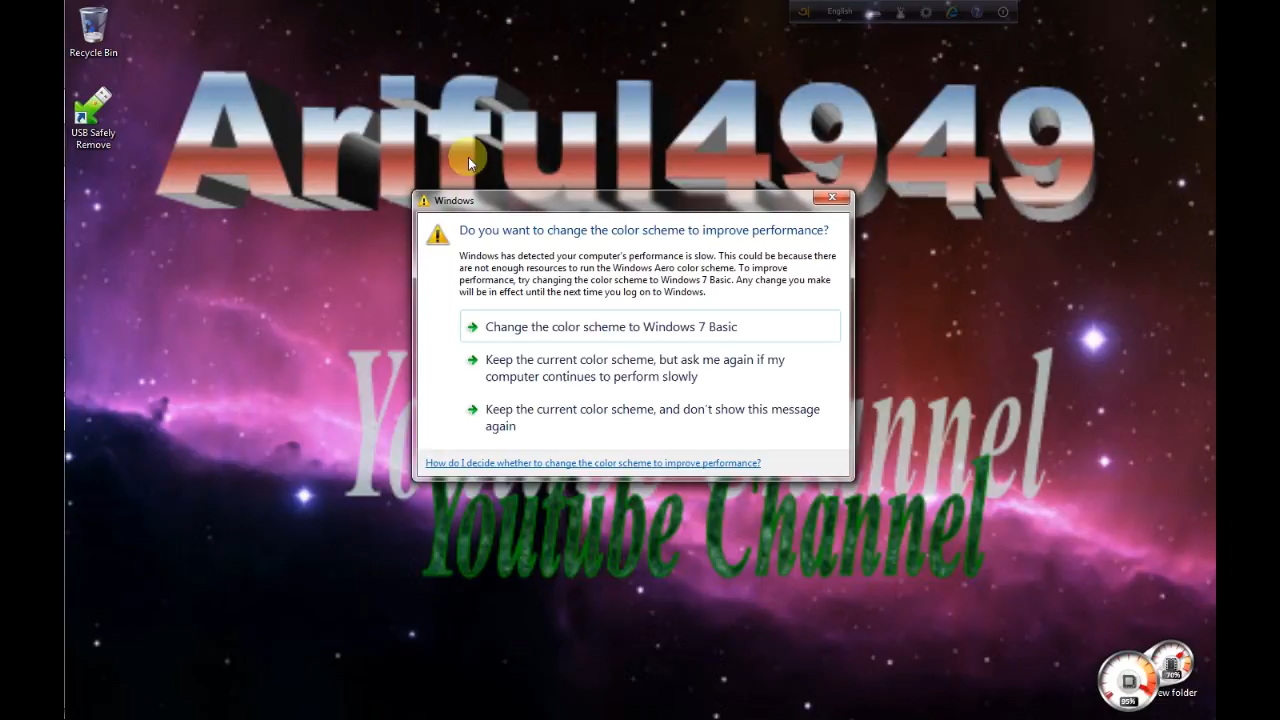 English
Recycle Bin
USB Safely
Remove
Ariful4949
Windows
Do you want to change the color scheme to improve performance?
Windows has detected your computer's performance is slow. This could be because there
are not enough resources to run the Windows Aero color scheme. To improve
performance, try changing the color scheme to Windows 7 Basic. Any change you make
will be in effect until the next time you log on to Windows.
Change the color scheme to Windows 7 Basic
Keep the current color scheme, but ask me again if my
computer continues to perform slowly
Keep the current color scheme, and don't show this message
again
How do I decide whether to change the color scheme to improve performance?
Youtube Channel
70%
ew folder
95%